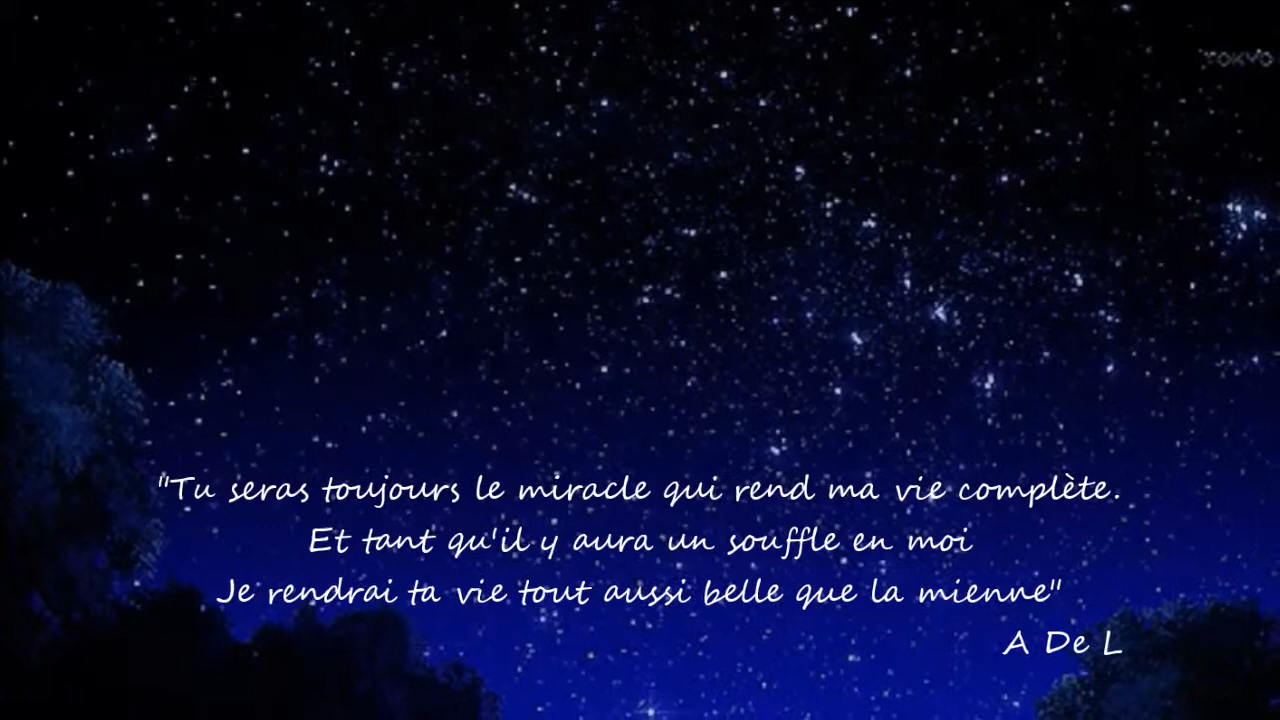 TOKYO
"Tu seras toujours le miracle qui rend ma vie complète.
Et tant qu'il y aura un souffle en moi
Je rendrai ta vie tout aussi belle que la mienne"
A De L